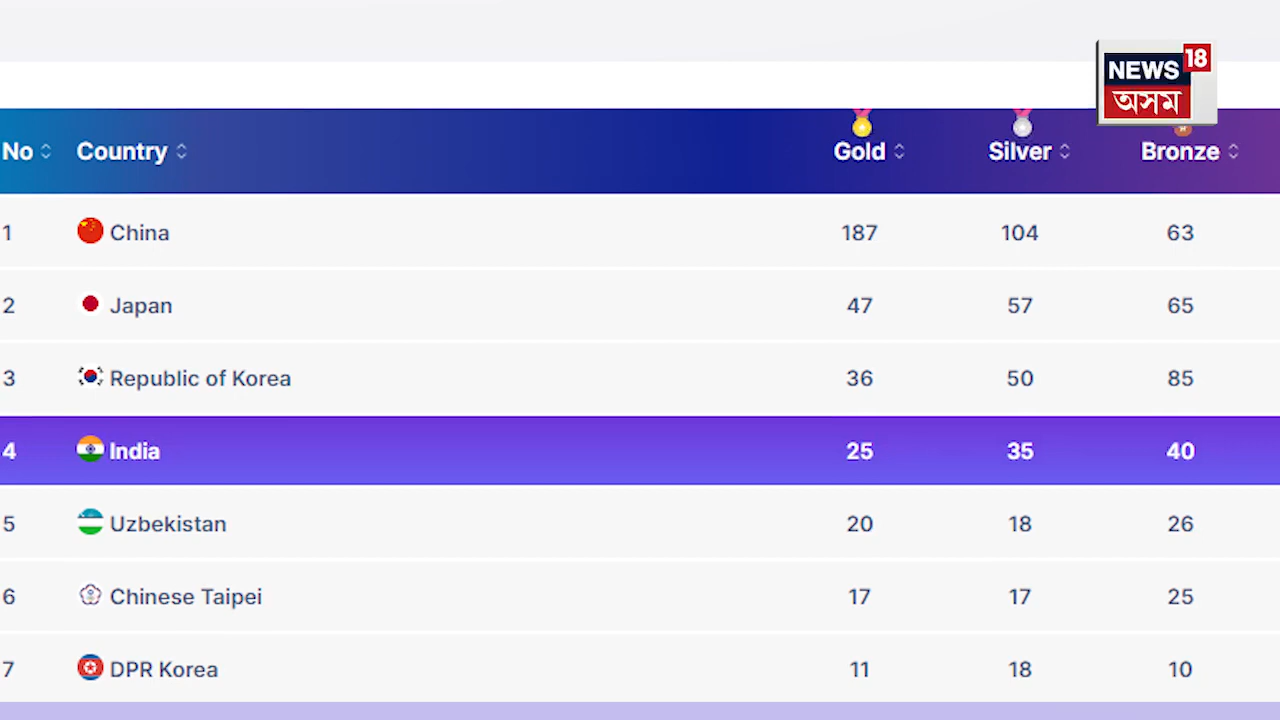 NEWS 18
অসম
No Country Gold Silver Bronze
1 China 187 104 63
2 Japan 47 57 65
3 Republic of Korea 36 50 85
4 India 25 35 40
5 Uzbekistan 20 18 26
6 Chinese Taipei 17 17 25
7 DPR Korea 11 18 10